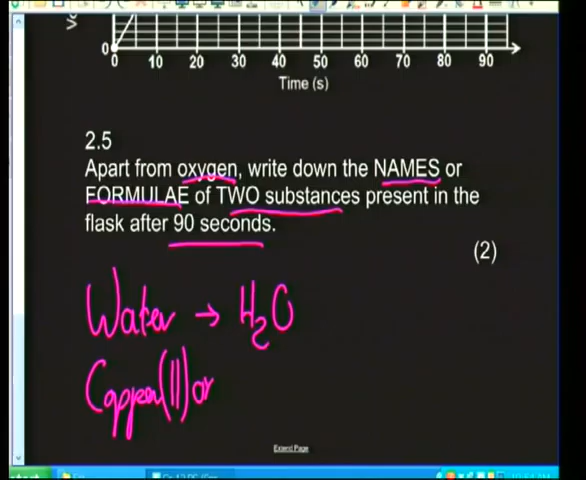 0
0 10 20 30 40 50 60 70 80 90
Time (s)
2.5
Apart from oxygen, write down the NAMES or
FORMULAE of TWO substances present in the
flask after 90 seconds.
(2)
Water → H₂O
Copper(II) or
Extend Page